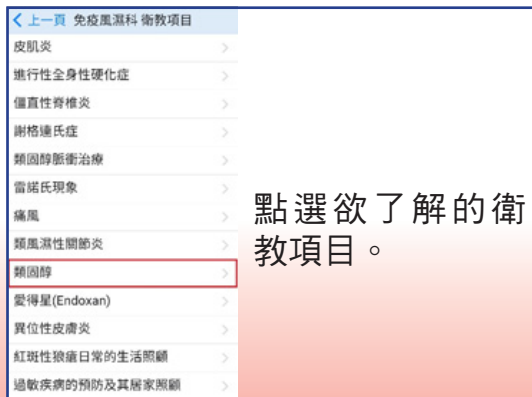 上一頁 免疫風濕科 衛教項目
皮肌炎
進行性全身性硬化症
僵直性脊椎炎
謝格連氏症
類固醇脈衝治療
雷諾氏現象
痛風
類風濕性關節炎
類固醇
愛得星(Endoxan)
異位性皮膚炎
紅斑性狼瘡日常的生活照顧
過敏疾病的預防及其居家照顧
點選欲了解的衛
教項目。